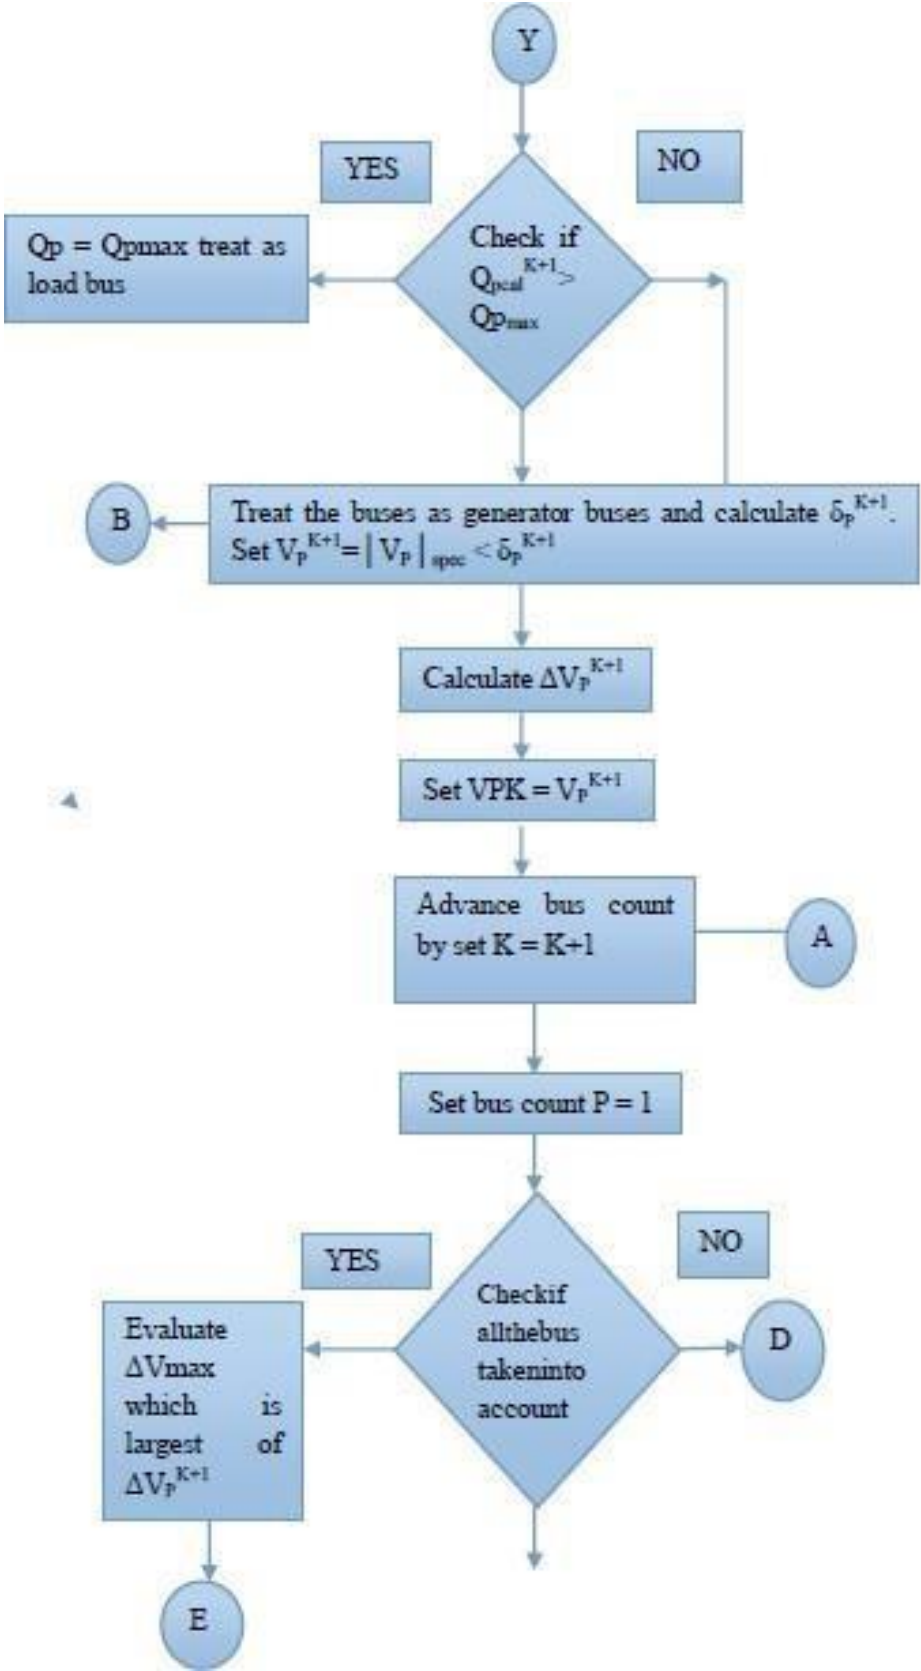 Y
YES
NO
Check if
Qpcal^K+1>
Qpmax
Qp = Qpmax treat as
load bus
B
Treat the buses as generator buses and calculate δP^K+1.
Set VP^K+1=|VP|spec < δP^K+1
Calculate ΔVP^K+1
Set VPK = VP^K+1
Advance bus count
by set K = K+1
A
Set bus count P = 1
YES
NO
Checkif
allthebus
takeninto
account
D
Evaluate
ΔVmax
which is
largest of
ΔVP^K+1
E